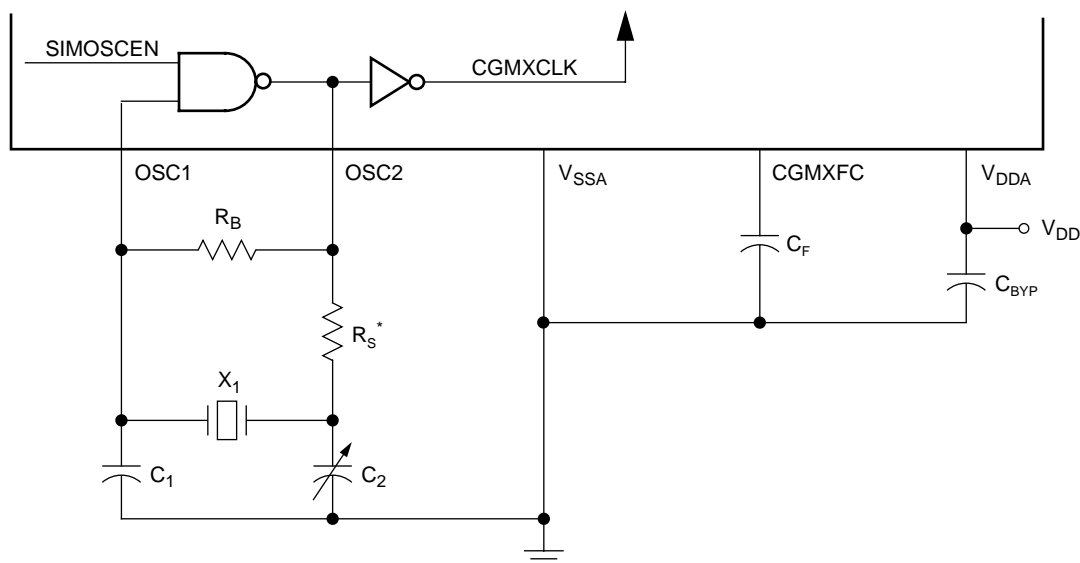 SIMOSCEN
CGMXCLK
OSC1 OSC2 VSSA CGMXFC VDDA
RB
VDD
CF
CBYP
RS*
X1
C1 C2